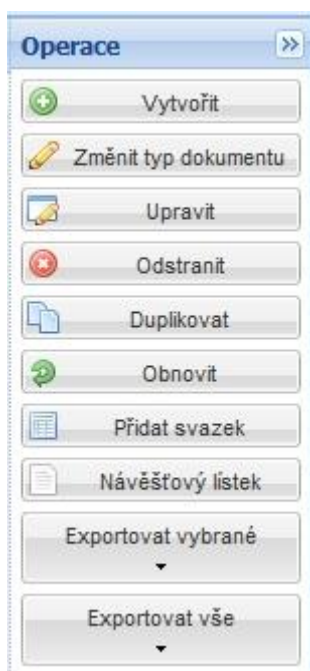 Operace
Vytvořit
Změnit typ dokumentu
Upravit
Odstranit
Duplikovat
Obnovit
Přidat svazek
Návěšťový lístek
Exportovat vybrané
Exportovat vše